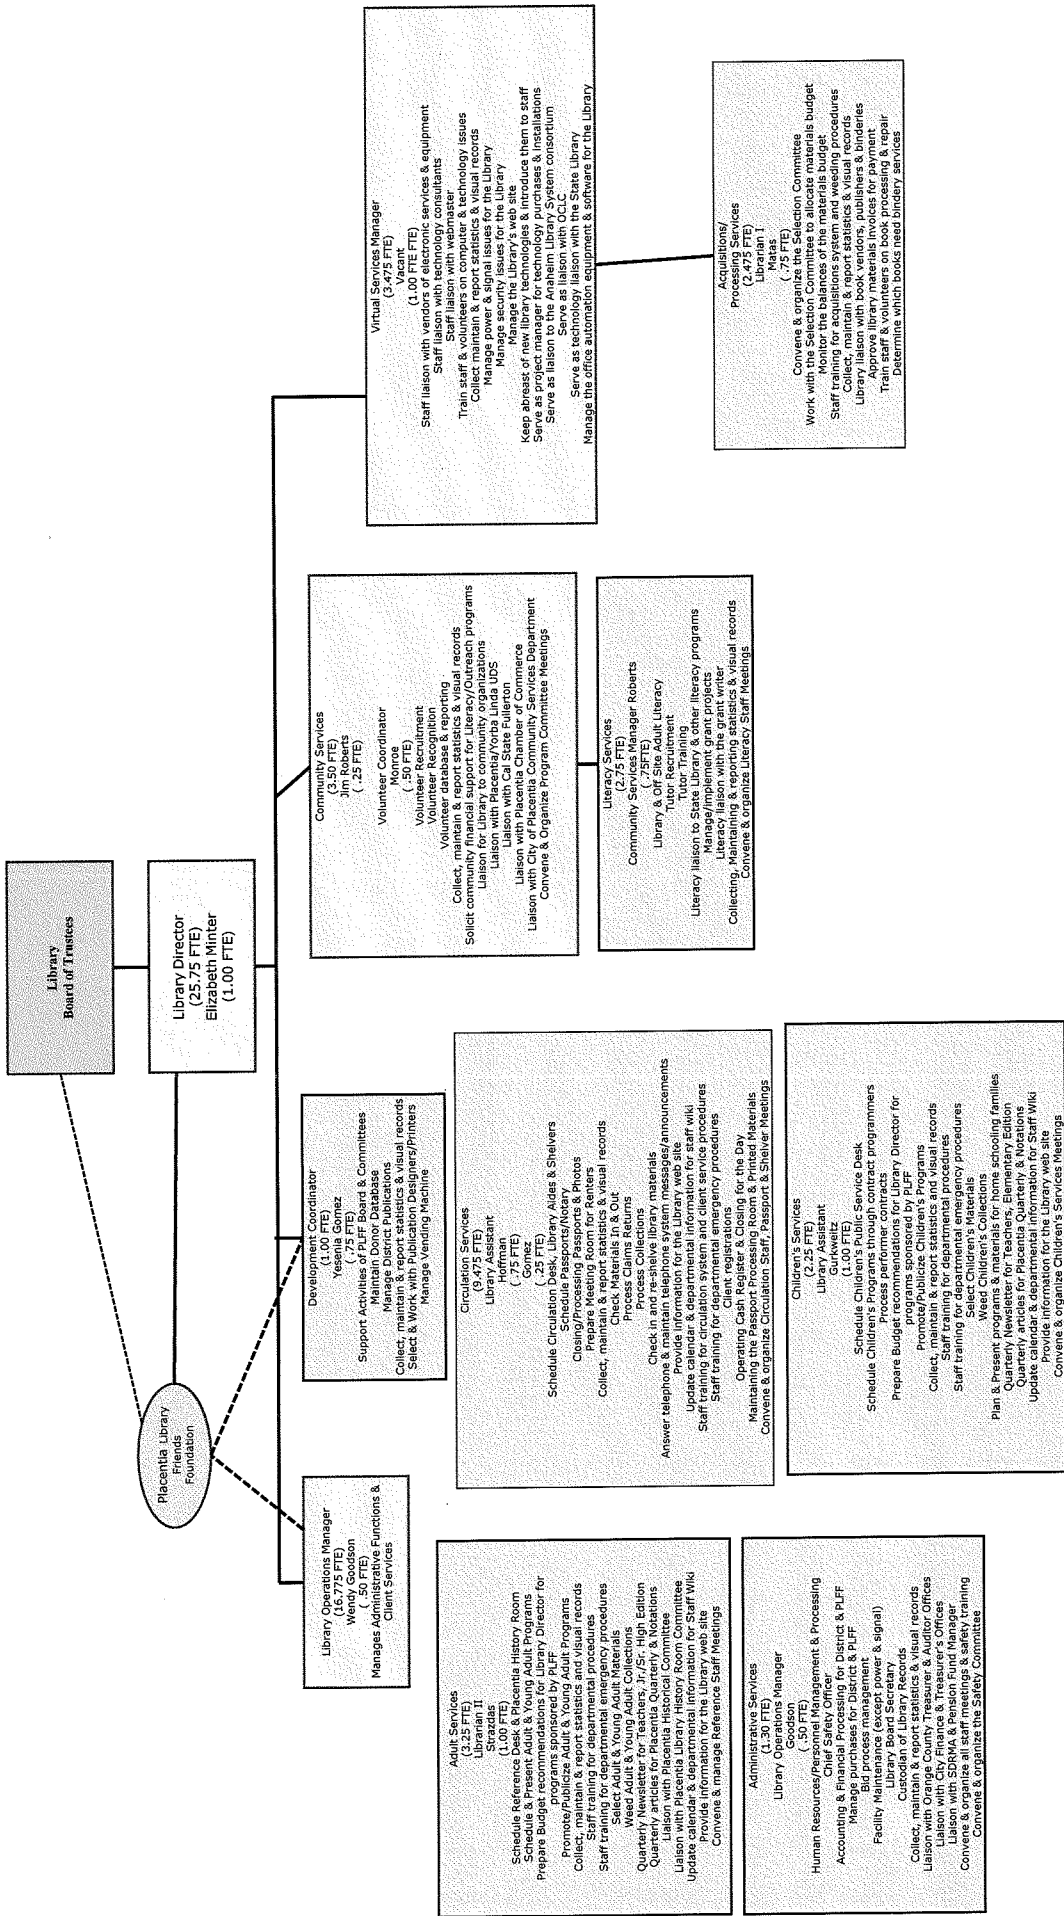 Library
Board of Trustees
Library Director
(25.75 FTE)
Elizabeth Minter
(1.00 FTE)
Placentia Library
Friends
Foundation
Library Operations Manager
(16.775 FTE)
Wendy Goodson
( .50 FTE)
Manages Administrative Functions &
Client Services
Development Coordinator
(1.00 FTE)
Yesenia Gomez
( .75 FTE)
Support Activities of PLFF Board & Committees
Maintain Donor Database
Manage District Publications
Collect, maintain & report statistics & visual records
Select & Work with Publication Designers/Printers
Manage Vending Machine
Community Services
(3.50 FTE)
Jim Roberts
( .25 FTE)
Volunteer Coordinator
Monroe
( .50 FTE)
Volunteer Recruitment
Volunteer Recognition
Volunteer database & reporting
Collect, maintain & report statistics & visual records
Solicit community financial support for Literacy/Outreach programs
Liaison for Library to community organizations
Liaison with Placentia/Yorba Linda UDS
Liaison with Cal State Fullerton
Liaison with Placentia Chamber of Commerce
Liaison with City of Placentia Community Services Department
Convene & Organize Program Committee Meetings
Virtual Services Manager
(3.475 FTE)
Vacant
(1.00 FTE FTE)
Staff liaison with vendors of electronic services & equipment
Staff liaison with technology consultants
Staff liaison with webmaster
Train staff & volunteers on computer & technology issues
Collect maintain & report statistics & visual records
Manage power & signal issues for the Library
Manage security issues for the Library
Manage the Library's web site
Keep abreast of new library technologies & introduce them to staff
Serve as project manager for technology purchases & installations
Serve as liaison to the Anaheim Library System consortium
Serve as liaison with OCLC
Serve as technology liaison with the State Library
Manage the office automation equipment & software for the Library
Adult Services
(3.25 FTE)
Librarian II
Strazdas
(1.00 FTE)
Schedule Reference Desk & Placentia History Room
Schedule & Present Adult & Young Adult Programs
Prepare Budget recommendations for Library Director for
programs sponsored by PLFF
Promote/Publicize Adult & Young Adult Programs
Collect, maintain & report statistics and visual records
Staff training for departmental procedures
Staff training for departmental emergency procedures
Select Adult & Young Adult Materials
Weed Adult & Young Adult Collections
Quarterly Newsletter for Teachers, Jr./Sr. High Edition
Quarterly articles for Placentia Quarterly & Notations
Liaison with Placentia Historical Committee
Liaison with Placentia Library History Room Committee
Update calendar & departmental information for Staff Wiki
Provide information for the Library web site
Convene & manage Reference Staff Meetings
Circulation Services
(9.475 FTE)
Library Assistant
Hoffman
( .75 FTE)
Gomez
( .25 FTE)
Schedule Circulation Desk, Library Aides & Shelvers
Schedule Passports/Notary
Closing/Processing Passports & Photos
Prepare Meeting Room for Renters
Collect, maintain & report statistics & visual records
Check Materials In & Out
Process Claims Returns
Process Collections
Check in and re-shelve library materials
Answer telephone & maintain telephone system messages/announcements
Provide information for the Library web site
Update calendar & departmental information for staff wiki
Staff training for circulation system and client service procedures
Staff training for departmental emergency procedures
Client registrations
Operating Cash Register & Closing for the Day
Maintaining the Passport Processing Room & Printed Materials
Convene & organize Circulation Staff, Passport & Shelver Meetings
Literacy Services
(2.75 FTE)
Community Services Manager Roberts
( .75FTE)
Library & Off Site Adult Literacy
Tutor Recruitment
Tutor Training
Literacy liaison to State Library & other literacy programs
Manage/implement grant projects
Literacy liaison with the grant writer
Collecting, Maintaining & reporting statistics & visual records
Convene & organize Literacy Staff Meetings
Acquisitions/
Processing Services
(2.475 FTE)
Librarian I
Matas
( .75 FTE)
Convene & organize the Selection Committee
Work with the Selection Committee to allocate materials budget
Monitor the balances of the materials budget
Staff training for acquisitions system and weeding procedures
Collect, maintain & report statistics & visual records
Library liaison with book vendors, publishers & binderies
Approve library materials invoices for payment
Train staff & volunteers on book processing & repair
Determine which books need bindery services
Administrative Services
(1.30 FTE)
Library Operations Manager
Goodson
( .50 FTE)
Human Resources/Personnel Management & Processing
Chief Safety Officer
Accounting & Financial Processing for District & PLFF
Manage purchases for District & PLFF
Bid process management
Facility Maintenance (except power & signal)
Library Board Secretary
Custodian of Library Records
Collect, maintain & report statistics & visual records
Liaison with Orange County Treasurer & Auditor Offices
Liaison with City Finance & Treasurer's Offices
Liaison with SDRMA & Pension Fund Manager
Convene & organize all staff meetings & safety training
Convene & organize the Safety Committee
Children's Services
(2.25 FTE)
Library Assistant
Gurkweitz
(1.00 FTE)
Schedule Children's Public Service Desk
Schedule Children's Programs through contract programmers
Process performer contracts
Prepare Budget recommendations for Library Director for
programs sponsored by PLFF
Promote/Publicize Children's Programs
Collect, maintain & report statistics and visual records
Staff training for departmental procedures
Staff training for departmental emergency procedures
Select Children's Materials
Weed Children's Collections
Plan & Present programs & materials for home schooling families
Quarterly Newsletter for Teachers, Elementary Edition
Quarterly articles for Placentia Quarterly & Notations
Update calendar & departmental information for Staff Wiki
Provide information for the Library web site
Convene & organize Children's Services Meetings